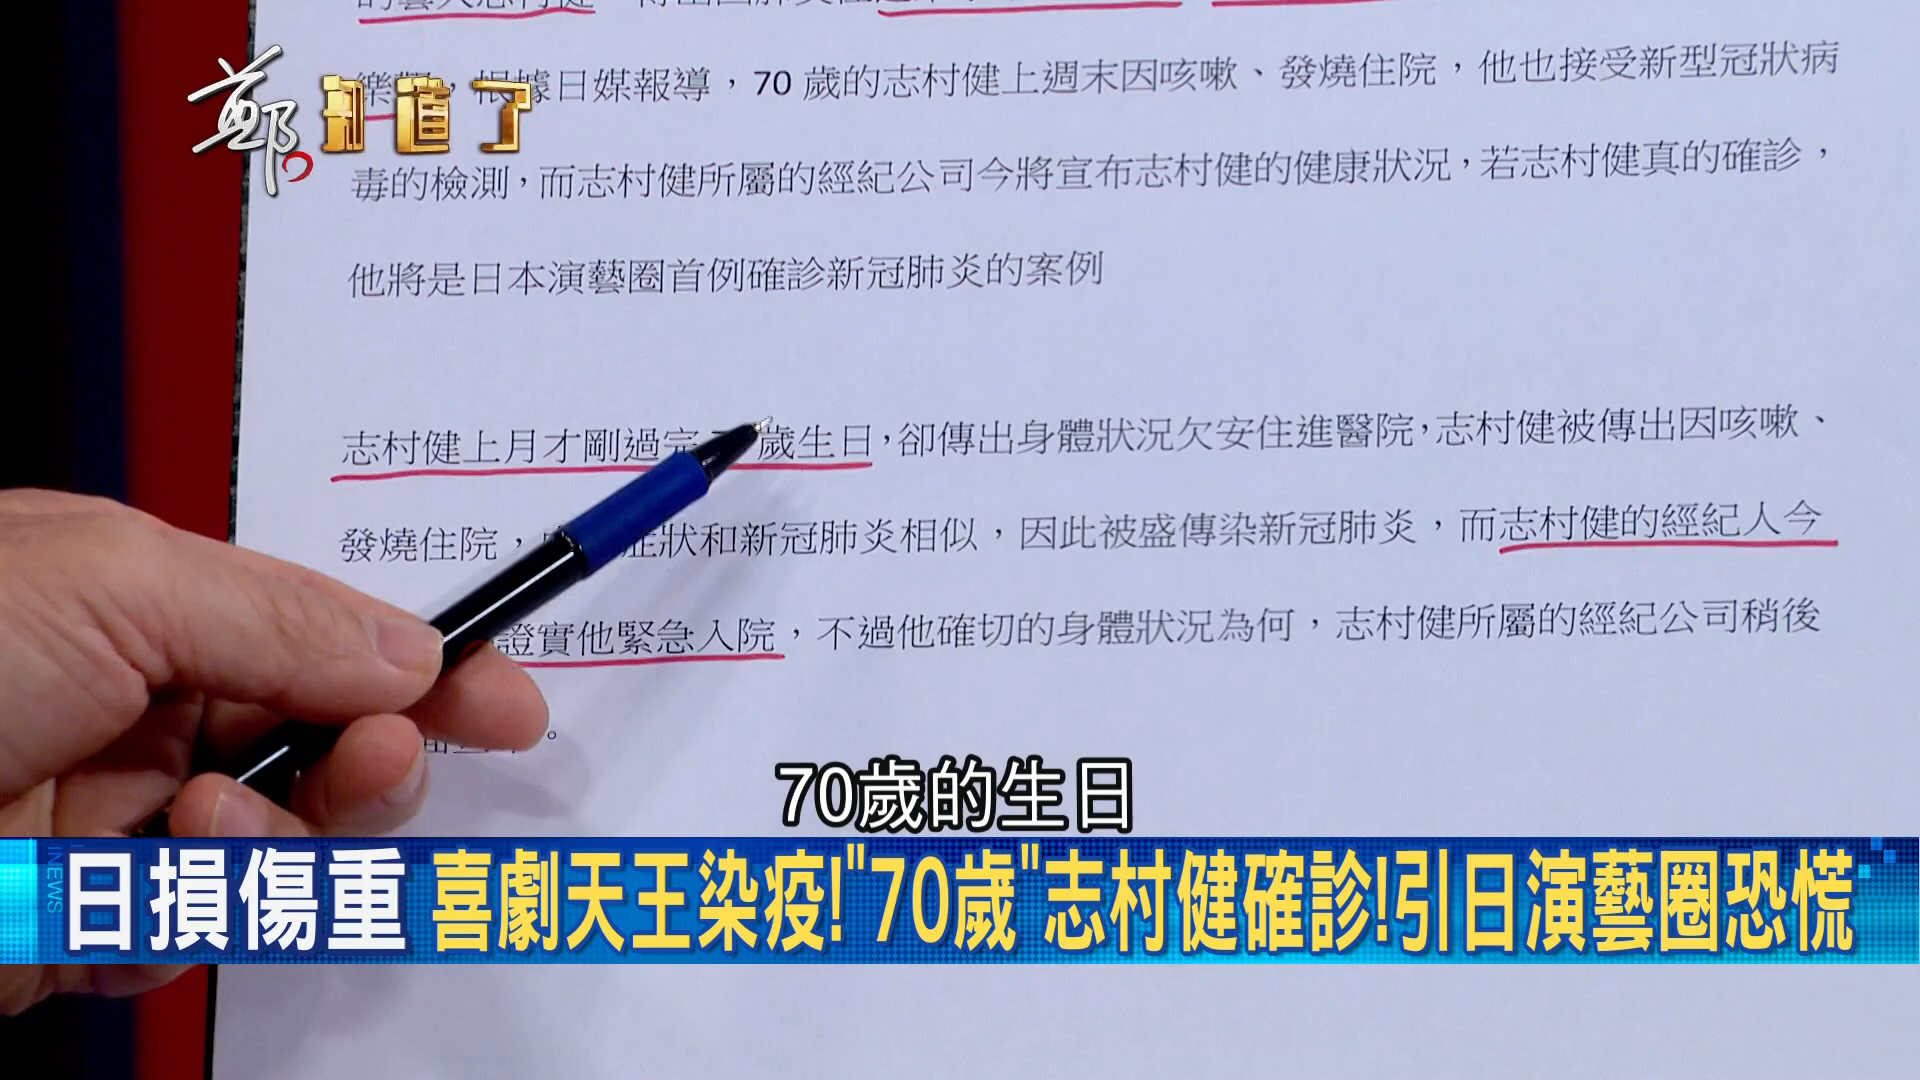 的藝人志村健
鄭知道了
樂
，根據日媒報導，70 歲的志村健上週末因咳嗽、發燒住院，他也接受新型冠狀病
毒的檢測，而志村健所屬的經紀公司今將宣布志村健的健康狀況，若志村健真的確診，
他將是日本演藝圈首例確診新冠肺炎的案例
志村健上月才剛過完 歲生日，卻傳出身體狀況欠安住進醫院，志村健被傳出因咳嗽、
發燒住院， 症狀和新冠肺炎相似，因此被盛傳染新冠肺炎，而志村健的經紀人今
證實他緊急入院，不過他確切的身體狀況為何，志村健所屬的經紀公司稍後
。
70歲的生日
NEWS
日損傷重 喜劇天王染疫!"70歲"志村健確診!引日演藝圈恐慌